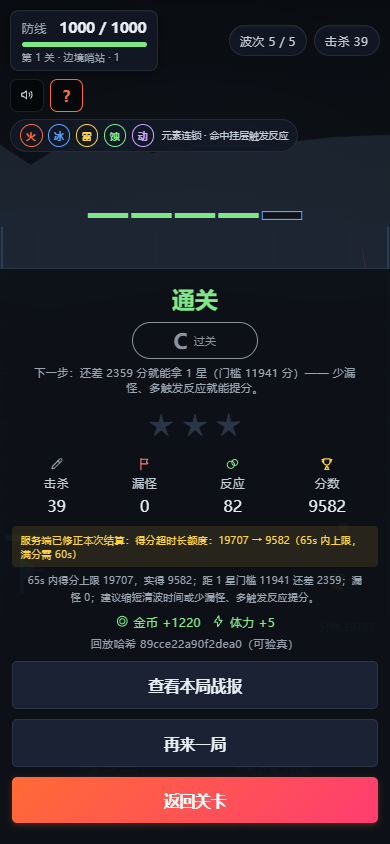 防线 1000 / 1000
第 1 关 · 边境哨站 · 1
波次 5 / 5
击杀 39
?
火 冰 雷 蚀 动 元素连锁 · 命中挂层触发反应
通关
C 过关
下一步：还差 2359 分就能拿 1 星（门槛 11941 分）—— 少漏
怪、多触发反应就能提分。
击杀 漏怪 反应 分数
39 0 82 9582
服务端已修正本次结算：得分超时长额度：19707 → 9582（65s 内上限，
满分需 60s）
65s 内得分上限 19707，实得 9582；距 1 星门槛 11941 还差 2359；漏
怪 0；建议缩短清波时间或少漏怪、多触发反应提分。
金币 +1220 体力 +5
回放哈希 89cce22a90f2dea0（可验真）
查看本局战报
再来一局
返回关卡